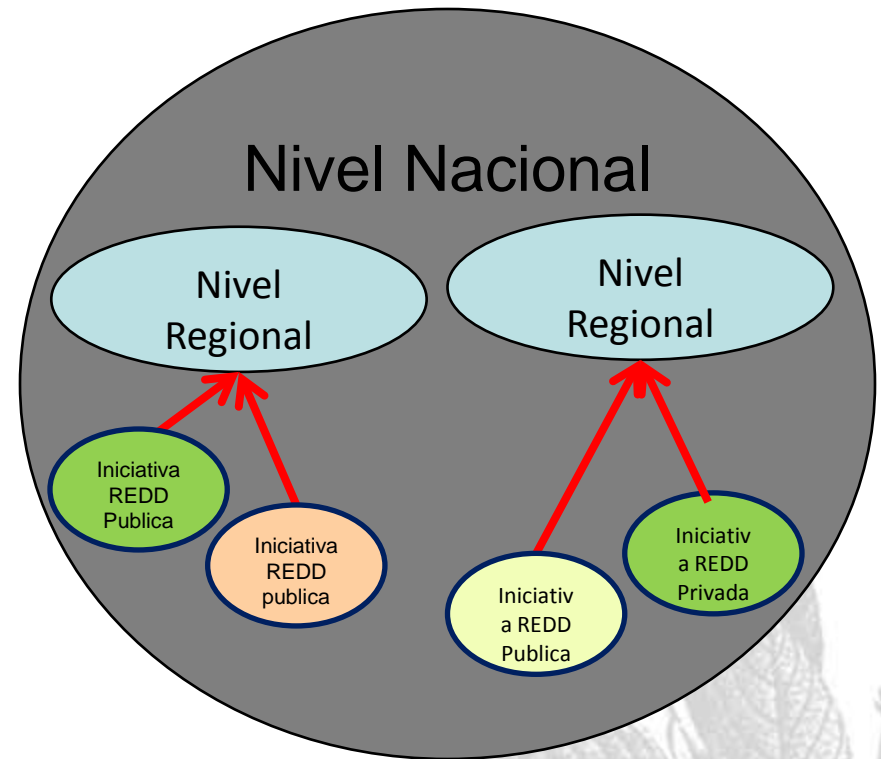 Nivel Nacional
Nivel
Regional
Nivel
Regional
Iniciativa
REDD
Publica
Iniciativa
REDD
publica
Iniciativ
a REDD
Publica
Iniciativ
a REDD
Privada